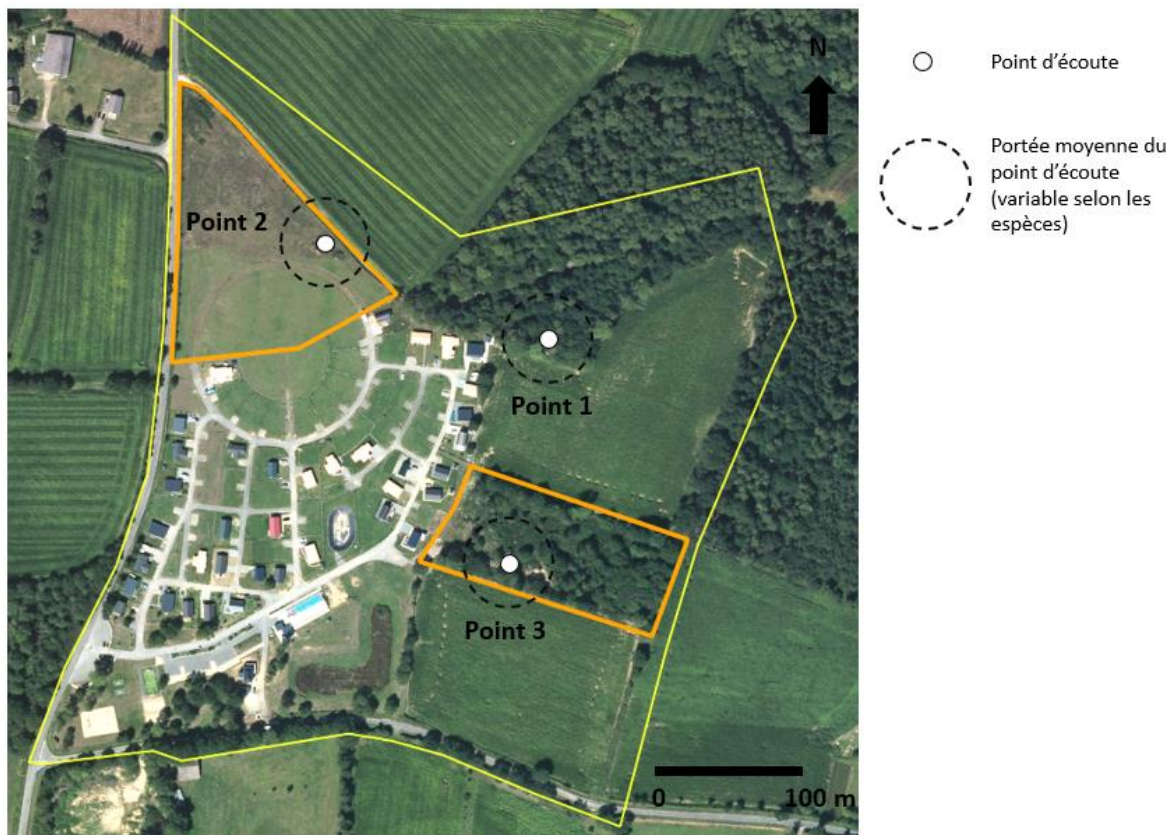 N
Point 2
Point 1
Point 3
0 100 m
Point d'écoute
Portée moyenne du
point d'écoute
(variable selon les
espèces)